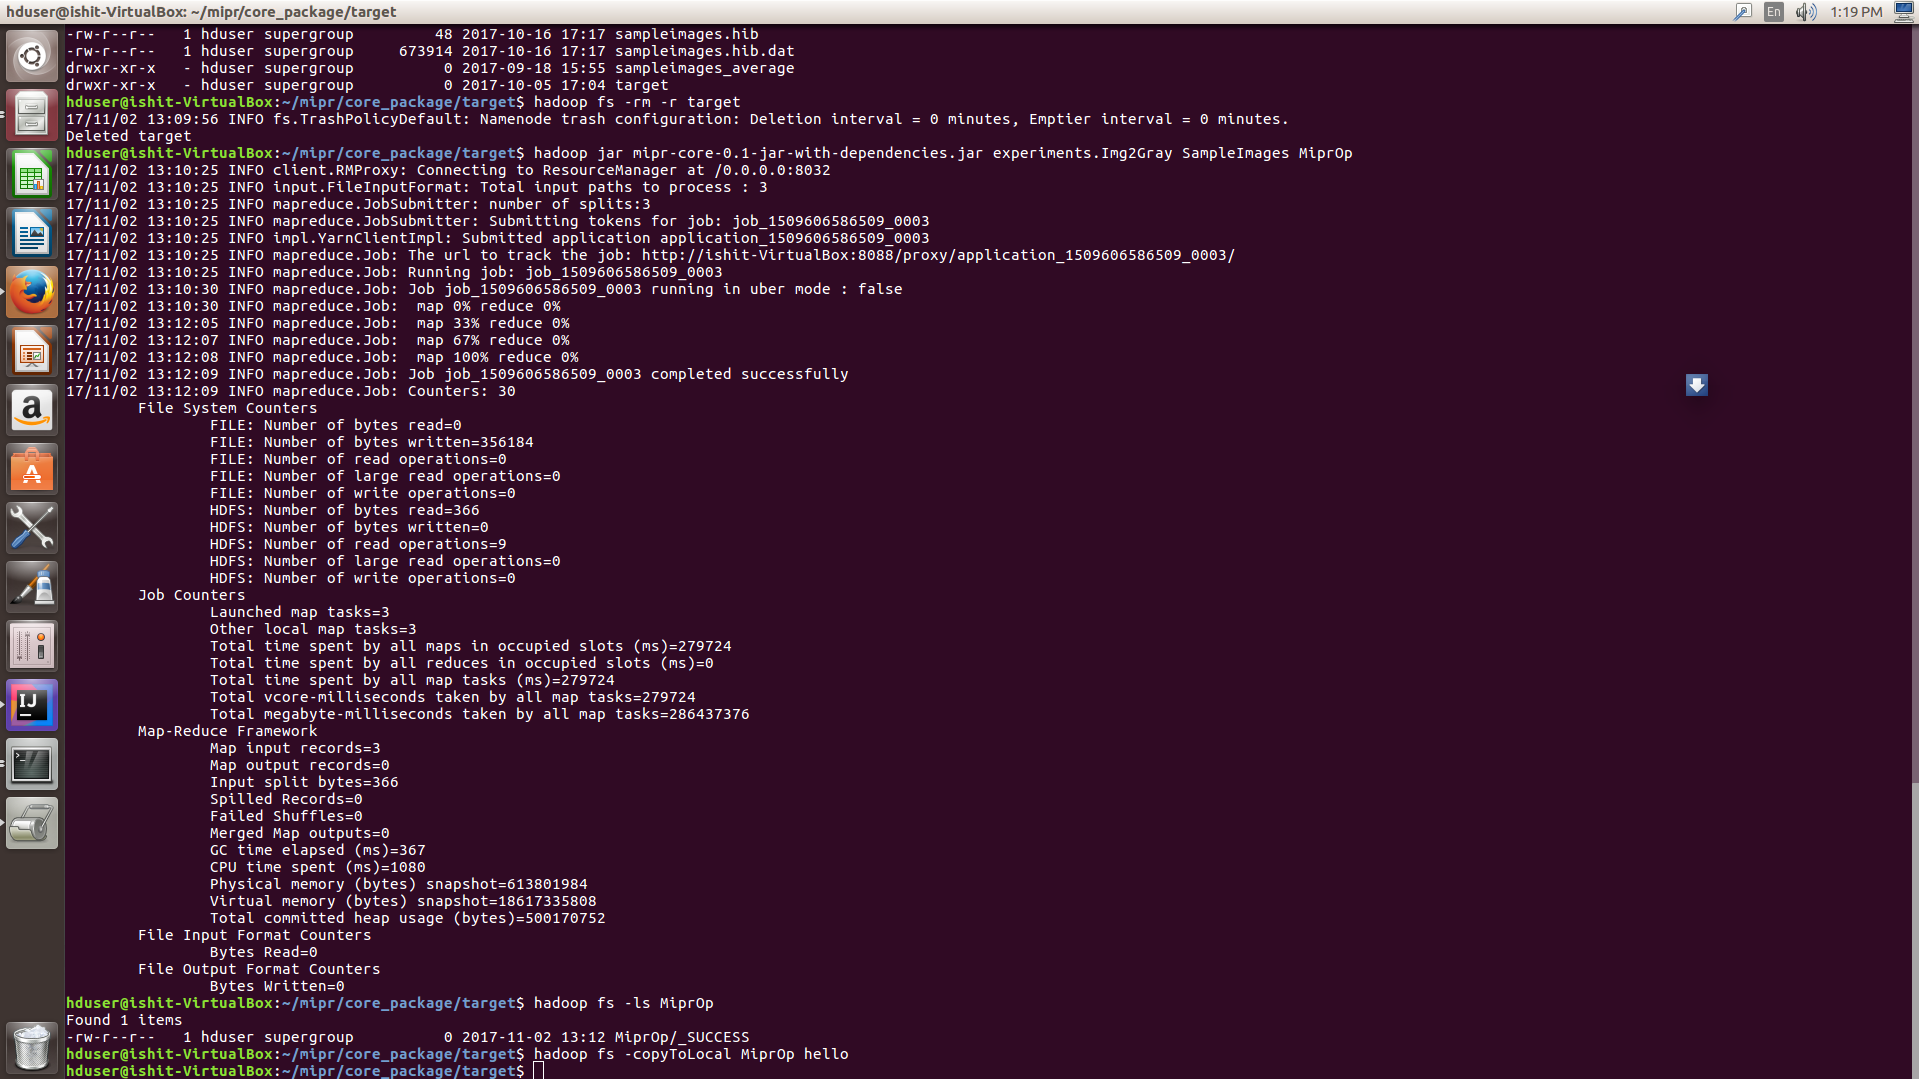 hduser@ishit-VirtualBox: ~/mipr/core_package/target
En
1:19 PM
-rw-r--r--   1 hduser supergroup         48 2017-10-16 17:17 sampleimages.hib
-rw-r--r--   1 hduser supergroup     673914 2017-10-16 17:17 sampleimages.hib.dat
drwxr-xr-x   - hduser supergroup          0 2017-09-18 15:55 sampleimages_average
drwxr-xr-x   - hduser supergroup          0 2017-10-05 17:04 target
hduser@ishit-VirtualBox:~/mipr/core_package/target$ hadoop fs -rm -r target
17/11/02 13:09:56 INFO fs.TrashPolicyDefault: Namenode trash configuration: Deletion interval = 0 minutes, Emptier interval = 0 minutes.
Deleted target
hduser@ishit-VirtualBox:~/mipr/core_package/target$ hadoop jar mipr-core-0.1-jar-with-dependencies.jar experiments.Img2Gray SampleImages MiprOp
17/11/02 13:10:25 INFO client.RMProxy: Connecting to ResourceManager at /0.0.0.0:8032
17/11/02 13:10:25 INFO input.FileInputFormat: Total input paths to process : 3
17/11/02 13:10:25 INFO mapreduce.JobSubmitter: number of splits:3
17/11/02 13:10:25 INFO mapreduce.JobSubmitter: Submitting tokens for job: job_1509606586509_0003
17/11/02 13:10:25 INFO impl.YarnClientImpl: Submitted application application_1509606586509_0003
17/11/02 13:10:25 INFO mapreduce.Job: The url to track the job: http://ishit-VirtualBox:8088/proxy/application_1509606586509_0003/
17/11/02 13:10:25 INFO mapreduce.Job: Running job: job_1509606586509_0003
17/11/02 13:10:30 INFO mapreduce.Job: Job job_1509606586509_0003 running in uber mode : false
17/11/02 13:10:30 INFO mapreduce.Job:  map 0% reduce 0%
17/11/02 13:12:05 INFO mapreduce.Job:  map 33% reduce 0%
17/11/02 13:12:07 INFO mapreduce.Job:  map 67% reduce 0%
17/11/02 13:12:08 INFO mapreduce.Job:  map 100% reduce 0%
17/11/02 13:12:09 INFO mapreduce.Job: Job job_1509606586509_0003 completed successfully
17/11/02 13:12:09 INFO mapreduce.Job: Counters: 30
File System Counters
FILE: Number of bytes read=0
FILE: Number of bytes written=356184
FILE: Number of read operations=0
FILE: Number of large read operations=0
FILE: Number of write operations=0
HDFS: Number of bytes read=366
HDFS: Number of bytes written=0
HDFS: Number of read operations=9
HDFS: Number of large read operations=0
HDFS: Number of write operations=0
Job Counters
Launched map tasks=3
Other local map tasks=3
Total time spent by all maps in occupied slots (ms)=279724
Total time spent by all reduces in occupied slots (ms)=0
Total time spent by all map tasks (ms)=279724
Total vcore-milliseconds taken by all map tasks=279724
Total megabyte-milliseconds taken by all map tasks=286437376
Map-Reduce Framework
Map input records=3
Map output records=0
Input split bytes=366
Spilled Records=0
Failed Shuffles=0
Merged Map outputs=0
GC time elapsed (ms)=367
CPU time spent (ms)=1080
Physical memory (bytes) snapshot=613801984
Virtual memory (bytes) snapshot=18617335808
Total committed heap usage (bytes)=500170752
File Input Format Counters
Bytes Read=0
File Output Format Counters
Bytes Written=0
hduser@ishit-VirtualBox:~/mipr/core_package/target$ hadoop fs -ls MiprOp
Found 1 items
-rw-r--r--   1 hduser supergroup          0 2017-11-02 13:12 MiprOp/_SUCCESS
hduser@ishit-VirtualBox:~/mipr/core_package/target$ hadoop fs -copyToLocal MiprOp hello
hduser@ishit-VirtualBox:~/mipr/core_package/target$
a
A
IJ